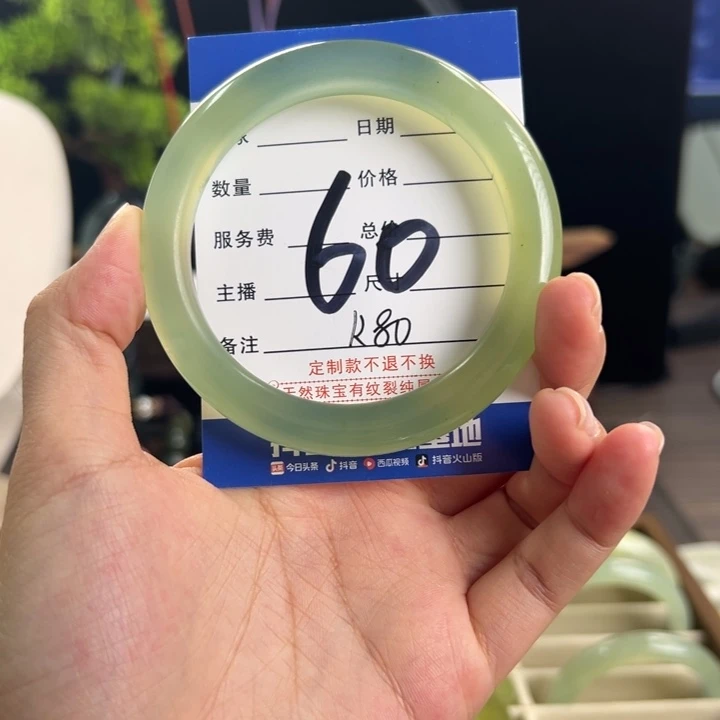 日期
数量 价格
服务费 总价
主播 尺寸
60
备注 K80
定制款不退不换
天然珠宝有纹裂纯属
今日头条 抖音 西瓜视频 抖音火山版